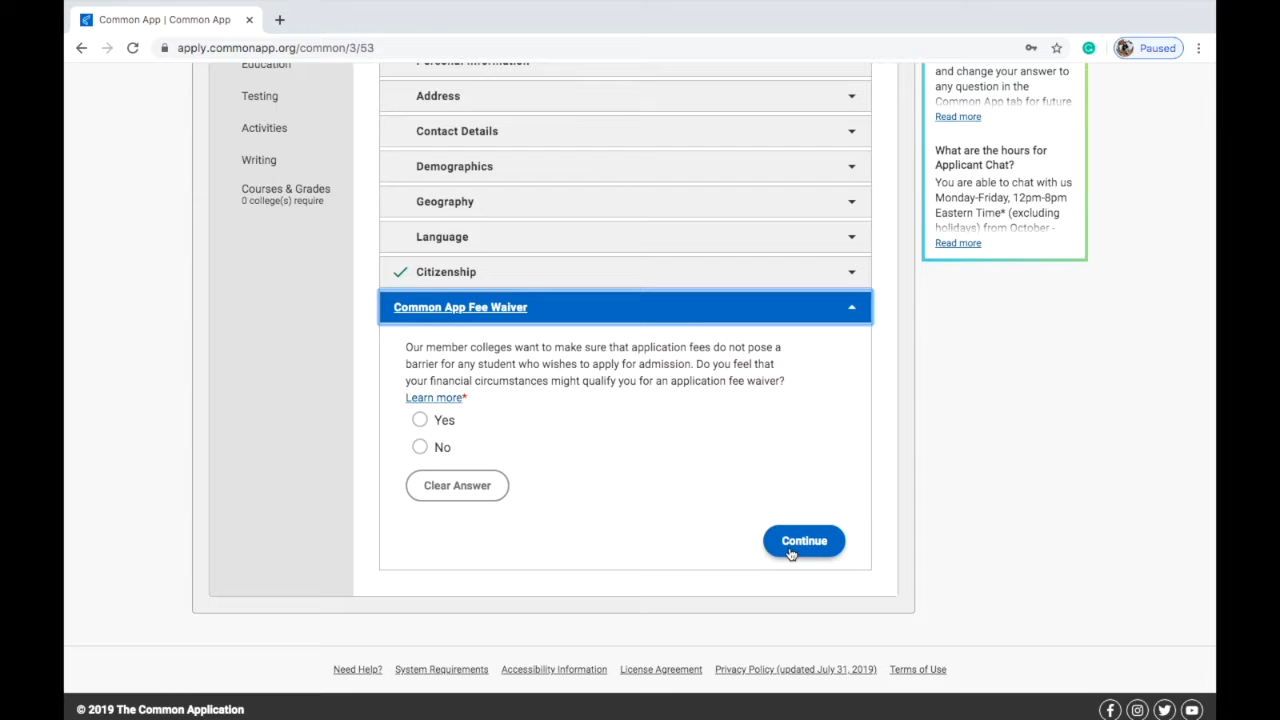 Common App | Common App
apply.commonapp.org/common/3/53
Paused
Education
Testing
Activities
Writing
Courses & Grades
0 college(s) require
Personal Information
Address
Contact Details
Demographics
Geography
Language
Citizenship
Common App Fee Waiver
Our member colleges want to make sure that application fees do not pose a
barrier for any student who wishes to apply for admission. Do you feel that
your financial circumstances might qualify you for an application fee waiver?
Learn more*
Yes
No
Clear Answer
Continue
and change your answer to
any question in the
Common App tab for future
Read more
What are the hours for
Applicant Chat?
You are able to chat with us
Monday-Friday, 12pm-8pm
Eastern Time* (excluding
holidays) from October -
Read more
Need Help?
System Requirements
Accessibility Information
License Agreement
Privacy Policy (updated July 31, 2019)
Terms of Use
© 2019 The Common Application